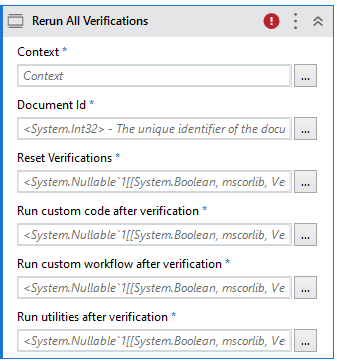 Rerun All Verifications
Context *
Context
...
Document Id *
<System.Int32> - The unique identifier of the docu
...
Reset Verifications *
<System.Nullable`1[[System.Boolean, mscorlib, Ve
...
Run custom code after verification *
<System.Nullable`1[[System.Boolean, mscorlib, Ve
...
Run custom workflow after verification *
<System.Nullable`1[[System.Boolean, mscorlib, Ve
...
Run utilities after verification *
<System.Nullable`1[[System.Boolean, mscorlib, Ve
...